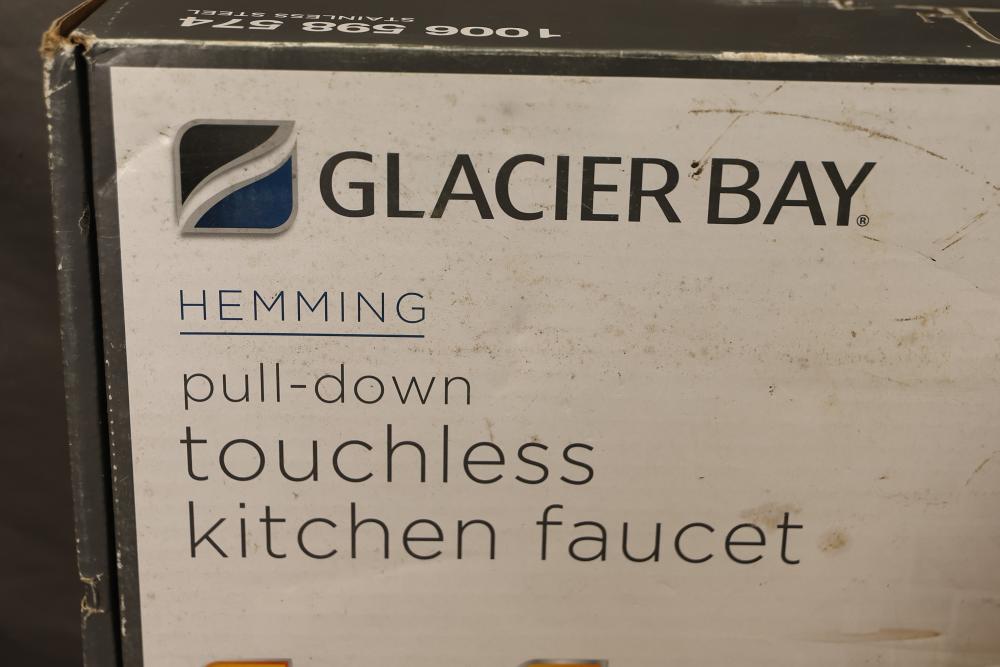 1006 598 574
STAINLESS STEEL
GLACIER BAY®
HEMMING
pull-down
touchless
kitchen faucet